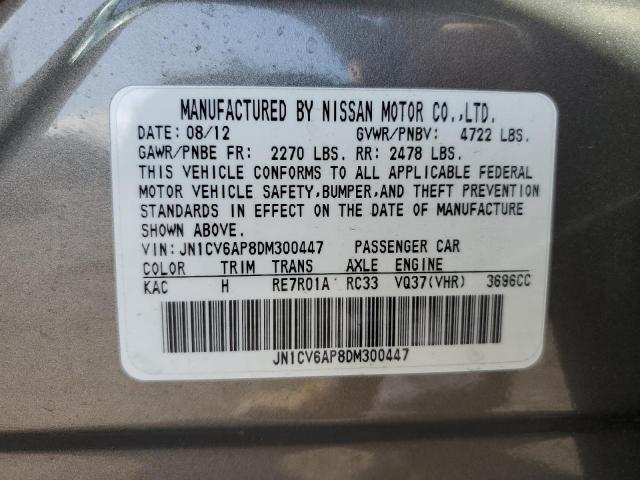 MANUFACTURED BY NISSAN MOTOR CO.,LTD.
DATE: 08/12 GVWR/PNBV: 4722 LBS.
GAWR/PNBE FR: 2270 LBS. RR: 2478 LBS.
THIS VEHICLE CONFORMS TO ALL APPLICABLE FEDERAL
MOTOR VEHICLE SAFETY,BUMPER,AND THEFT PREVENTION
STANDARDS IN EFFECT ON THE DATE OF MANUFACTURE
SHOWN ABOVE.
VIN: JN1CV6AP8DM300447 PASSENGER CAR
COLOR TRIM TRANS AXLE ENGINE
KAC H RE7R01A RC33 VQ37(VHR) 3696CC
JN1CV6AP8DM300447